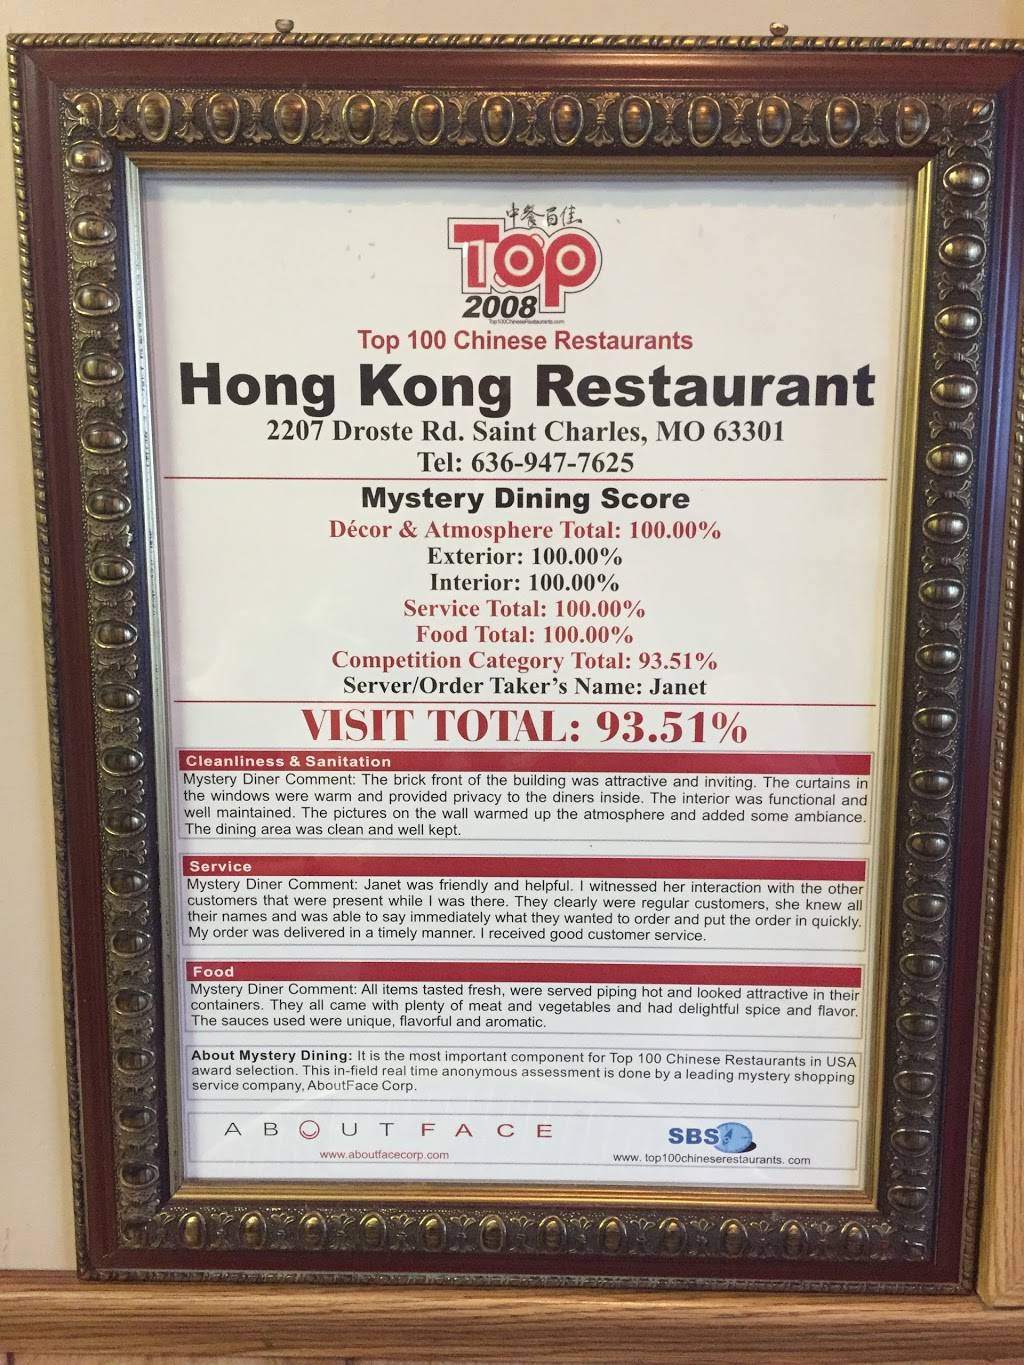 中餐百佳
Top 100
2008
Top100ChineseRestaurants.com
Top 100 Chinese Restaurants
Hong Kong Restaurant
2207 Droste Rd. Saint Charles, MO 63301
Tel: 636-947-7625
Mystery Dining Score
Décor & Atmosphere Total: 100.00%
Exterior: 100.00%
Interior: 100.00%
Service Total: 100.00%
Food Total: 100.00%
Competition Category Total: 93.51%
Server/Order Taker's Name: Janet
VISIT TOTAL: 93.51%
Cleanliness & Sanitation
Mystery Diner Comment: The brick front of the building was attractive and inviting. The curtains in
the windows were warm and provided privacy to the diners inside. The interior was functional and
well maintained. The pictures on the wall warmed up the atmosphere and added some ambiance.
The dining area was clean and well kept.
Service
Mystery Diner Comment: Janet was friendly and helpful. I witnessed her interaction with the other
customers that were present while I was there. They clearly were regular customers, she knew all
their names and was able to say immediately what they wanted to order and put the order in quickly.
My order was delivered in a timely manner. I received good customer service.
Food
Mystery Diner Comment: All items tasted fresh, were served piping hot and looked attractive in their
containers. They all came with plenty of meat and vegetables and had delightful spice and flavor.
The sauces used were unique, flavorful and aromatic.
About Mystery Dining: It is the most important component for Top 100 Chinese Restaurants in USA
award selection. This in-field real time anonymous assessment is done by a leading mystery shopping
service company, AboutFace Corp.
ABOUT FACE
www.aboutfacecorp.com
SBS
www. top100chineserestaurants. com